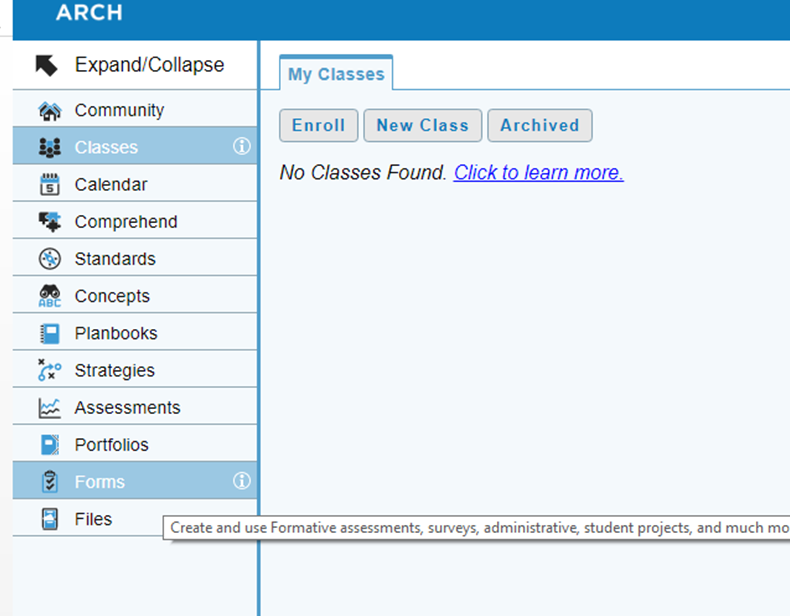 ARCH
Expand/Collapse
Community
Classes
Calendar
5
Comprehend
Standards
Concepts
ABC
Planbooks
Strategies
Assessments
Portfolios
Forms
Files
My Classes
Enroll New Class Archived
No Classes Found. Click to learn more.
Create and use Formative assessments, surveys, administrative, student projects, and much mo